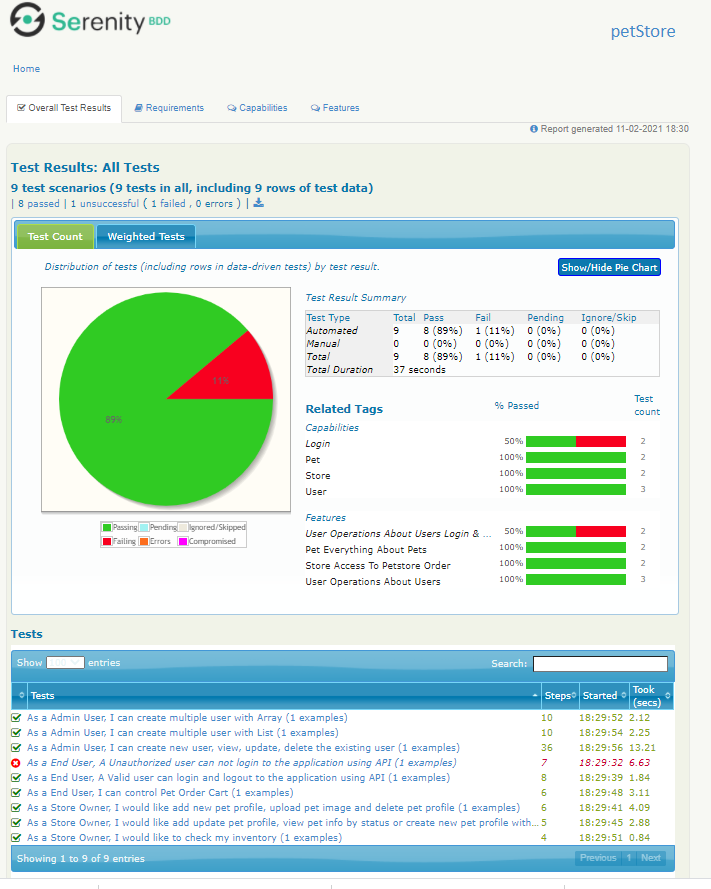 Serenity BDD
petStore
Home
Overall Test Results Requirements Capabilities Features
Report generated 11-02-2021 18:30
Test Results: All Tests
9 test scenarios (9 tests in all, including 9 rows of test data)
| 8 passed | 1 unsuccessful ( 1 failed , 0 errors ) |
Test Count Weighted Tests
Distribution of tests (including rows in data-driven tests) by test result.
Show/Hide Pie Chart
11%
89%
Passing Pending Ignored/Skipped
Failing Errors Compromised
Test Result Summary
Test Type Total Pass Fail Pending Ignore/Skip
Automated 9 8 (89%) 1 (11%) 0 (0%) 0 (0%)
Manual 0 0 (0%) 0 (0%) 0 (0%) 0 (0%)
Total 9 8 (89%) 1 (11%) 0 (0%) 0 (0%)
Total Duration 37 seconds
Related Tags % Passed Test count
Capabilities
Login 50% 2
Pet 100% 2
Store 100% 2
User 100% 3
Features
User Operations About Users Login & ... 50% 2
Pet Everything About Pets 100% 2
Store Access To Petstore Order 100% 2
User Operations About Users 100% 3
Tests
Show entries Search:
Tests Steps Started Took (secs)
As a Admin User, I can create multiple user with Array (1 examples) 10 18:29:52 2.12
As a Admin User, I can create multiple user with List (1 examples) 10 18:29:54 2.25
As a Admin User, I can create new user, view, update, delete the existing user (1 examples) 36 18:29:56 13.21
As a End User, A Unauthorized user can not login to the application using API (1 examples) 7 18:29:32 6.63
As a End User, A Valid user can login and logout to the application using API (1 examples) 8 18:29:39 1.84
As a End User, I can control Pet Order Cart (1 examples) 6 18:29:48 3.11
As a Store Owner, I would like add new pet profile, upload pet image and delete pet profile (1 examples) 6 18:29:41 4.09
As a Store Owner, I would like add update pet profile, view pet info by status or create new pet profile with... 5 18:29:45 2.88
As a Store Owner, I would like to check my inventory (1 examples) 4 18:29:51 0.84
Showing 1 to 9 of 9 entries Previous 1 Next